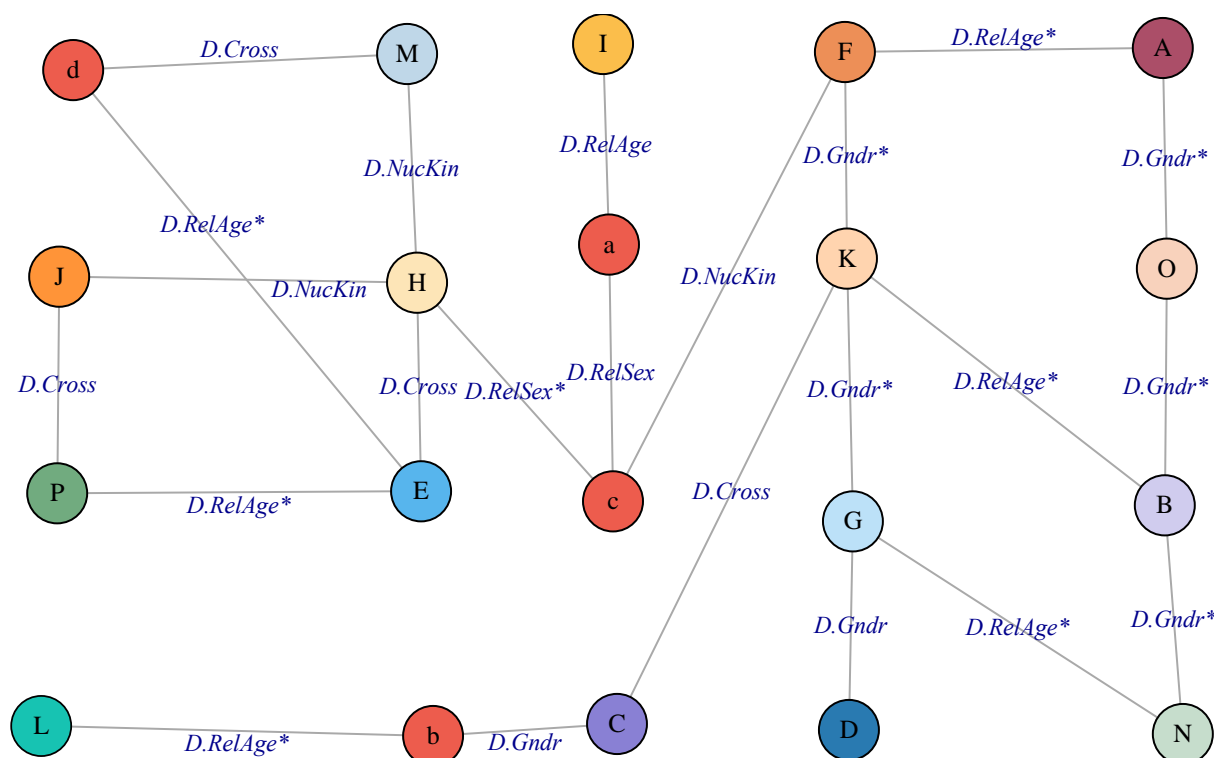 I
F
D.RelAge*
A
d
D.Cross
M
D.RelAge
D.Gndr*
D.Gndr*
D.NucKin
D.RelAge*
a
K
O
J
D.NucKin
H
D.NucKin
D.Cross
D.Cross
D.RelSex*
D.RelSex
D.Gndr*
D.RelAge*
D.Gndr*
P
D.RelAge*
E
c
D.Cross
G
B
D.Gndr
D.RelAge*
D.Gndr*
L
D.RelAge*
b
D.Gndr
C
D
N